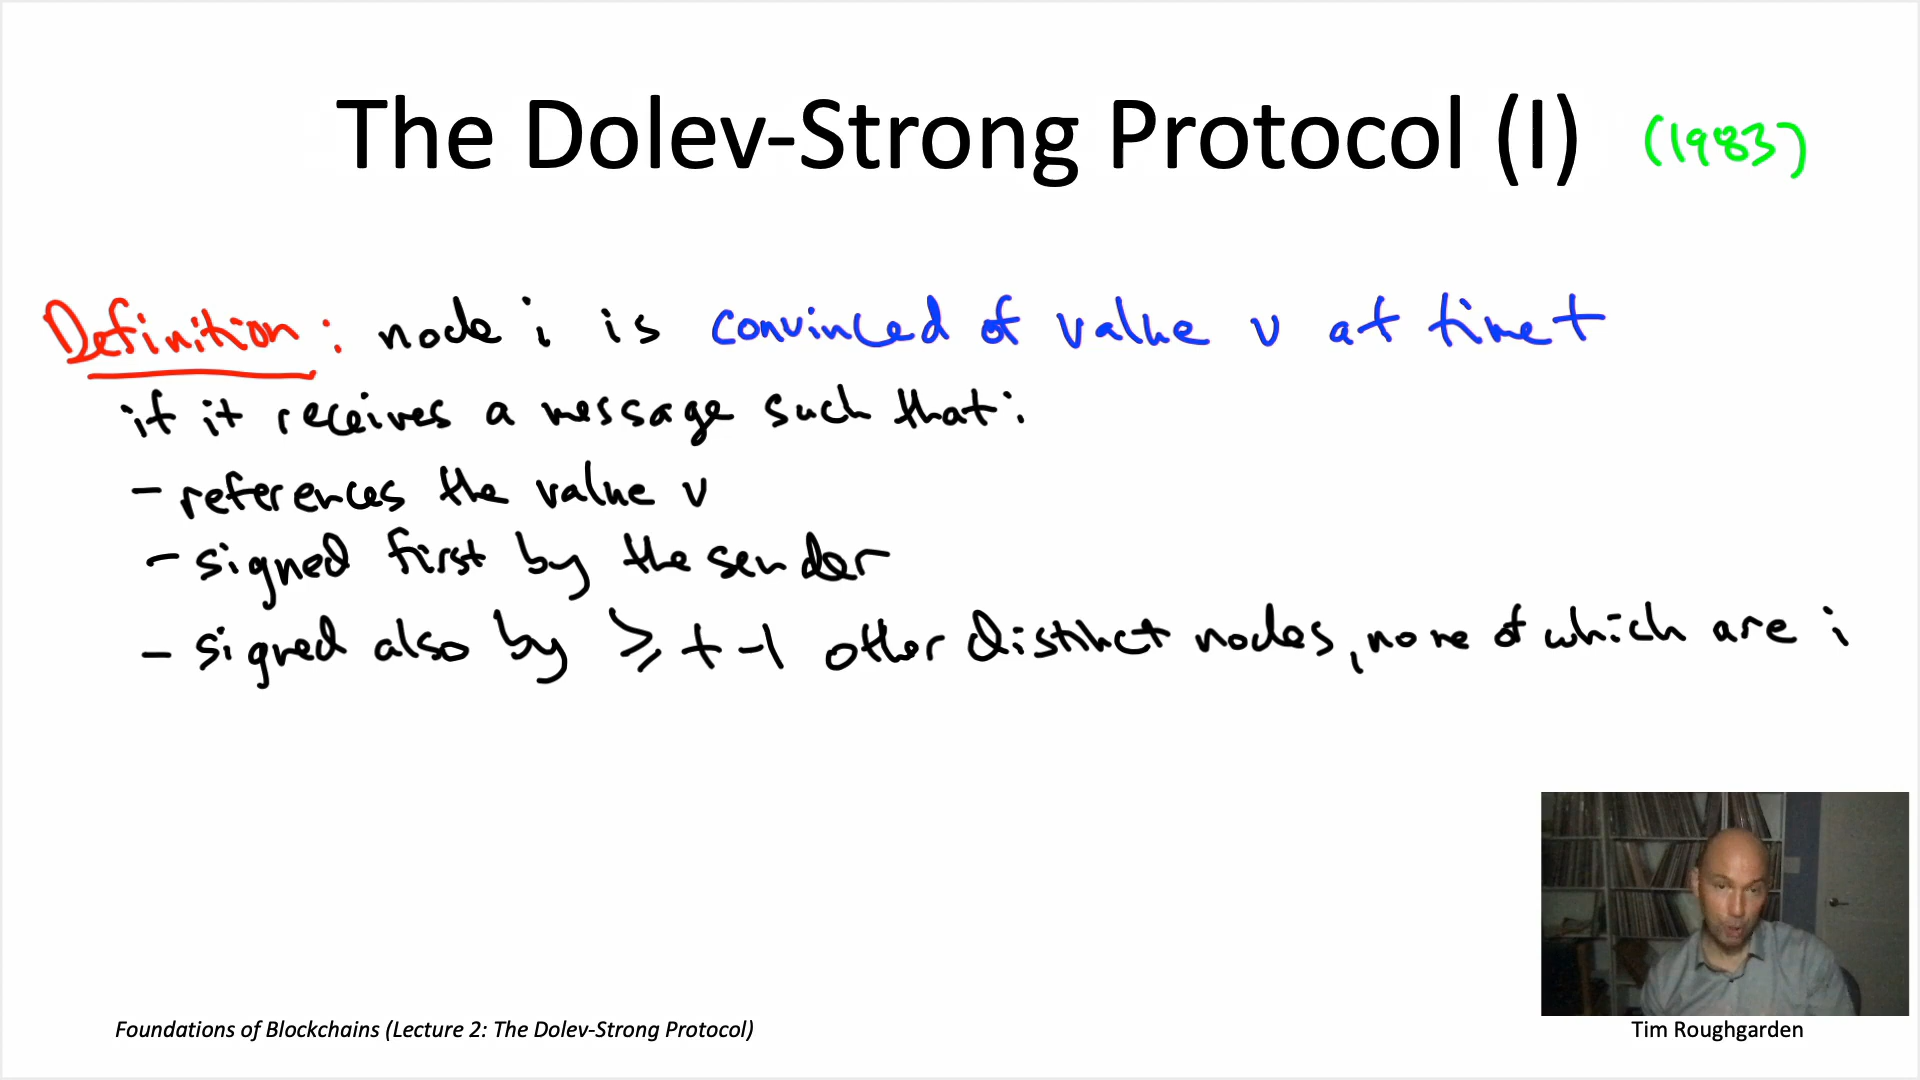 The Dolev-Strong Protocol (I) (1983)
Definition: node i is convinced of value v at time t
if it receives a message such that:
- references the value v
- signed first by the sender
- signed also by ≥ t-1 other distinct nodes, none of which are i
Foundations of Blockchains (Lecture 2: The Dolev-Strong Protocol)
Tim Roughgarden